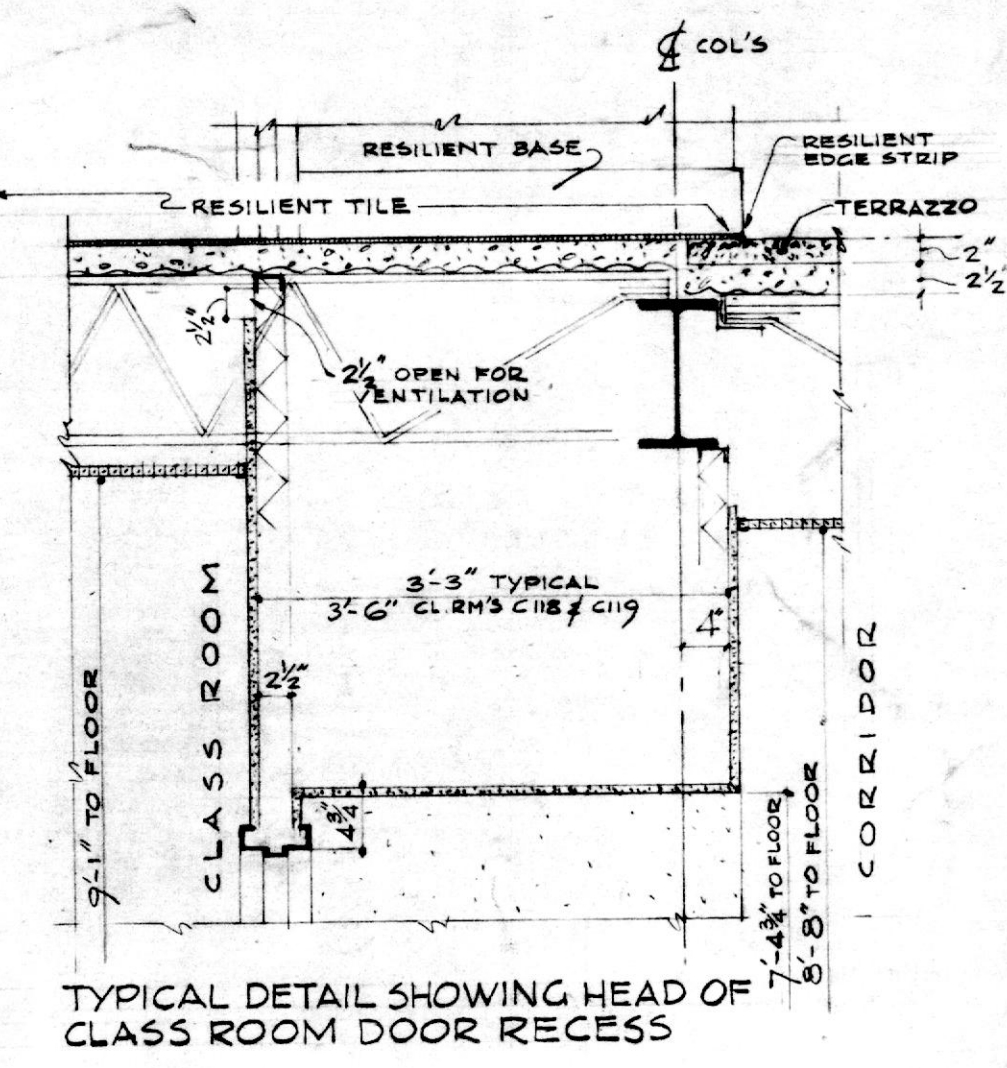 ℄ COL'S
RESILIENT BASE
RESILIENT
EDGE STRIP
RESILIENT TILE
TERRAZZO
2"
2½"
2½"
2½" OPEN FOR
VENTILATION
3'-3" TYPICAL
3'-6" CL. RM'S C118 & C119
4"
2½"
4¾"
9'-1" TO FLOOR
CLASS ROOM
7'-4¾" TO FLOOR
8'-8" TO FLOOR
CORRIDOR
TYPICAL DETAIL SHOWING HEAD OF
CLASS ROOM DOOR RECESS